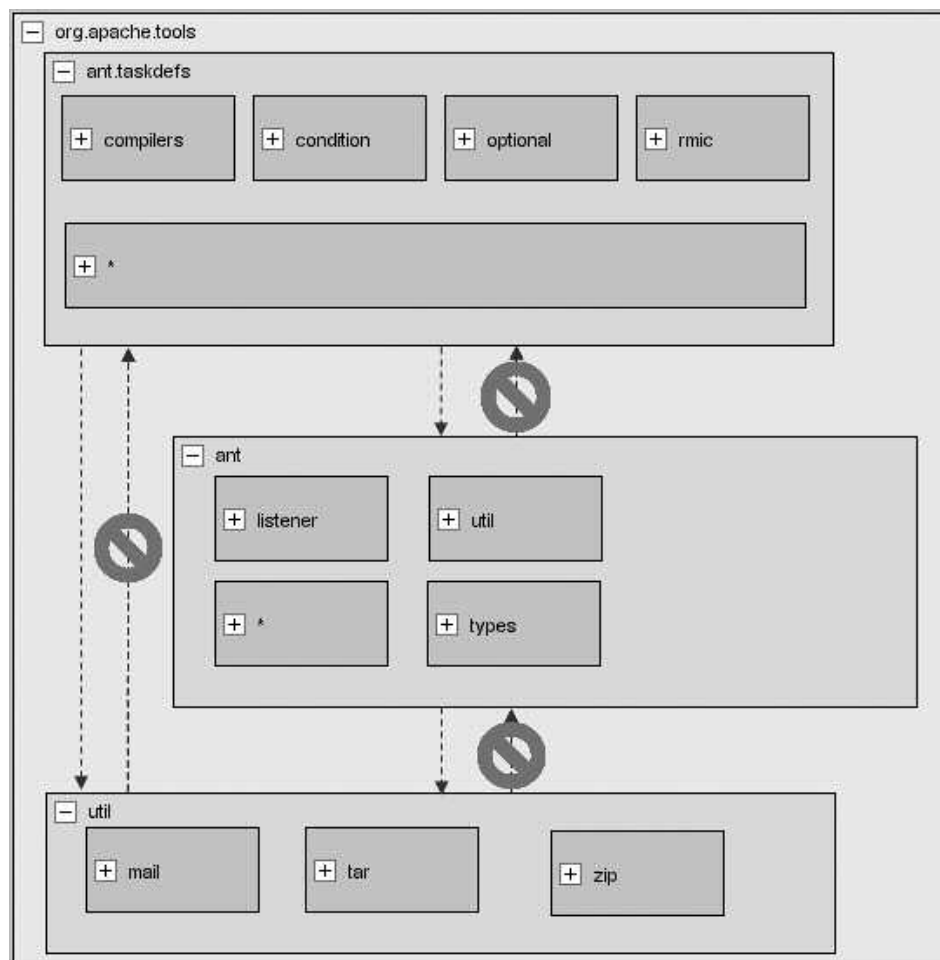 org.apache.tools
ant.taskdefs
compilers
condition
optional
rmic
*
ant
listener
util
*
types
util
mail
tar
zip